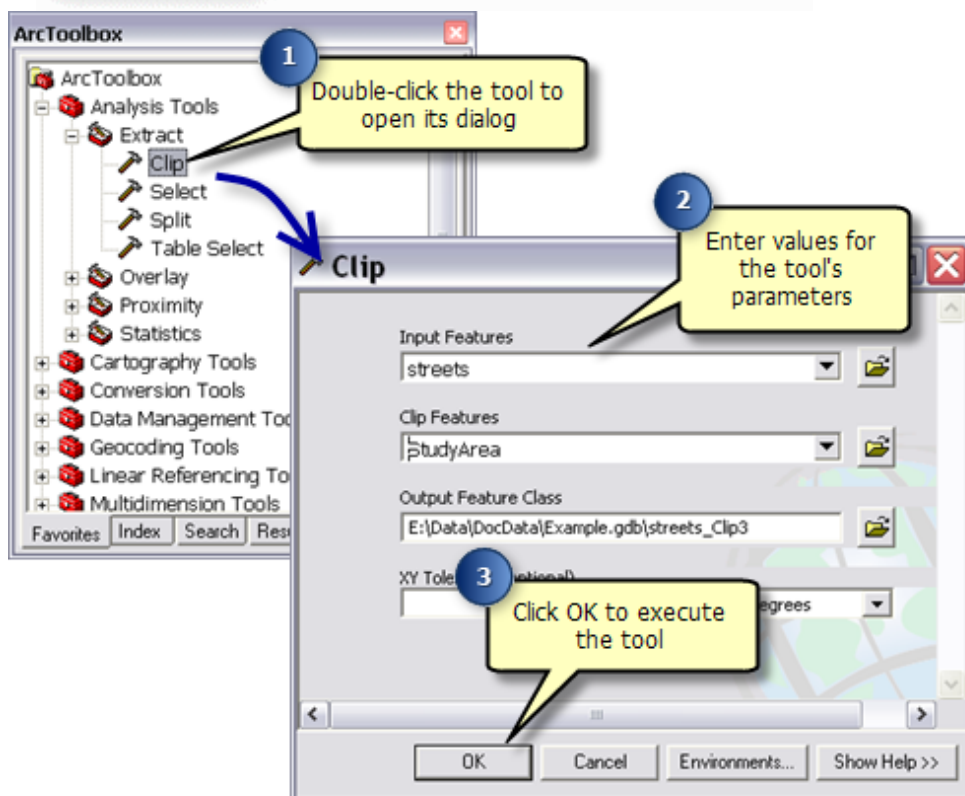 ArcToolbox
1
Double-click the tool to
open its dialog
ArcToolbox
Analysis Tools
Extract
Clip
Select
Split
Table Select
Overlay
Proximity
Statistics
Cartography Tools
Conversion Tools
Data Management Too
Geocoding Tools
Linear Referencing To
Multidimension Tools
Favorites Index Search
Clip
2
Enter values for
the tool's
parameters
Input Features
streets
Clip Features
StudyArea
Output Feature Class
E:\Data\DocData\Example.gdb\streets_Clip3
XY
3
Click OK to execute
the tool
OK Cancel Environments... Show Help >>